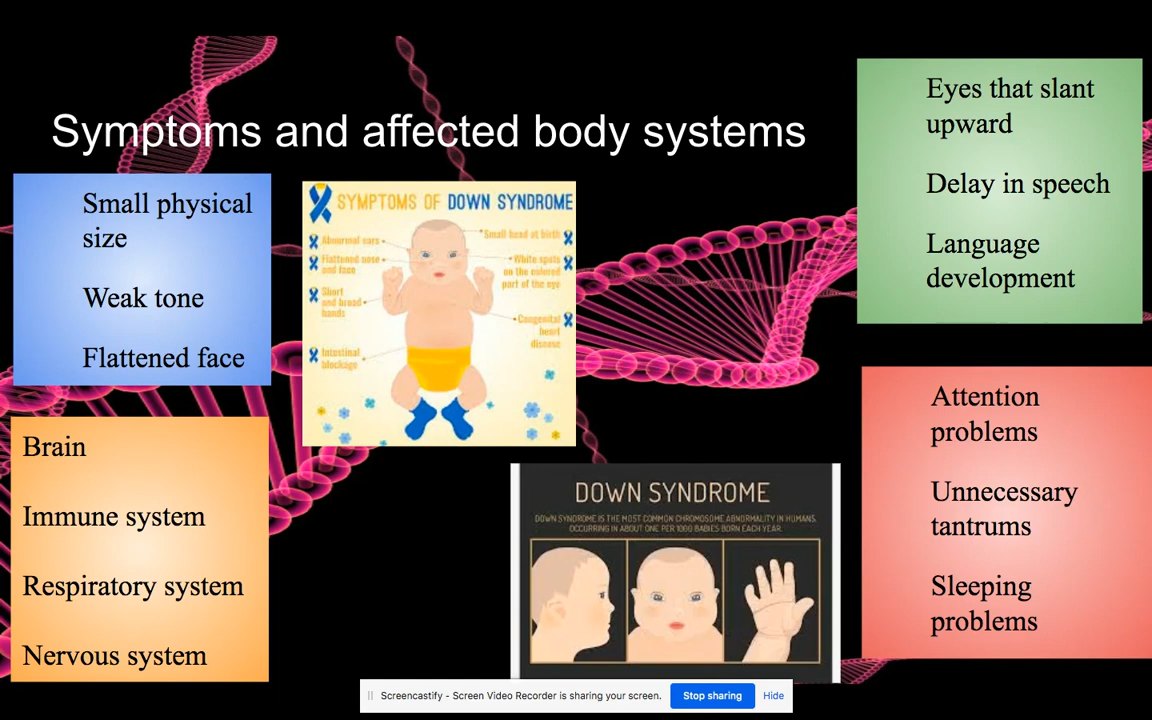 Symptoms and affected body systems
Small physical
size
Weak tone
Flattened face
Brain
Immune system
Respiratory system
Nervous system
SYMPTOMS OF DOWN SYNDROME
Abnormal ears
Flattened nose
and face
Short
and broad
hands
Intestinal
blockage
Small head at birth
White spots
on the colored
part of the eye
Congenital
heart
disease
DOWN SYNDROME
DOWN SYNDROME IS THE MOST COMMON CHROMOSOME ABNORMALITY IN HUMANS,
OCCURRING IN ABOUT ONE PER 1000 BABIES BORN EACH YEAR.
Eyes that slant
upward
Delay in speech
Language
development
Attention
problems
Unnecessary
tantrums
Sleeping
problems
Screencastify - Screen Video Recorder is sharing your screen.
Stop sharing
Hide